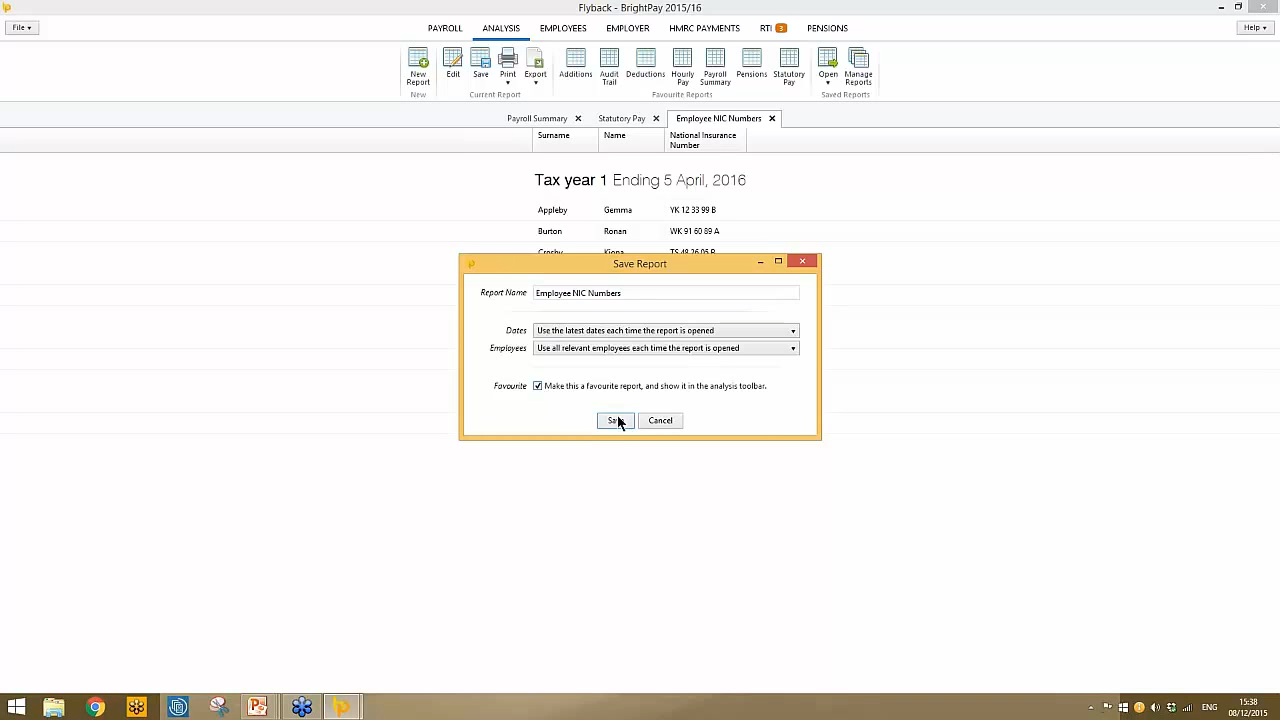 Flyback - BrightPay 2015/16
File
PAYROLL ANALYSIS EMPLOYEES EMPLOYER HMRC PAYMENTS RTI 3 PENSIONS
Help
New Report Edit Save Print Export Additions Audit Trail Deductions Hourly Pay Payroll Summary Pensions Statutory Pay Open Manage Reports
New Current Report Favourite Reports Saved Reports
Payroll Summary Statutory Pay Employee NIC Numbers
Surname Name National Insurance Number
Tax year 1 Ending 5 April, 2016
Appleby Gemma YK 12 33 99 B
Burton Ronan WK 91 60 89 A
Crosby Kiona
Save Report
Report Name Employee NIC Numbers
Dates Use the latest dates each time the report is opened
Employees Use all relevant employees each time the report is opened
Favourite Make this a favourite report, and show it in the analysis toolbar.
Save Cancel
ENG
15:38
08/12/2015